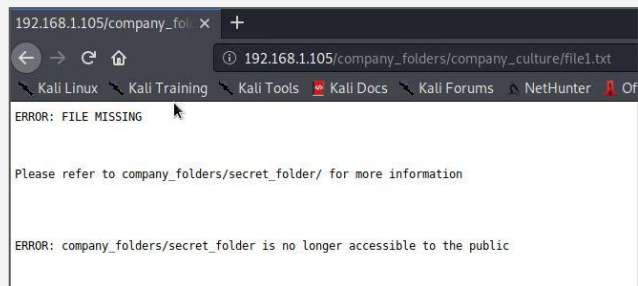 192.168.1.105/company_fol
192.168.1.105/company_folders/company_culture/file1.txt
Kali Linux Kali Training Kali Tools Kali Docs Kali Forums NetHunter Of
ERROR: FILE MISSING
Please refer to company_folders/secret_folder/ for more information
ERROR: company_folders/secret_folder is no longer accessible to the public